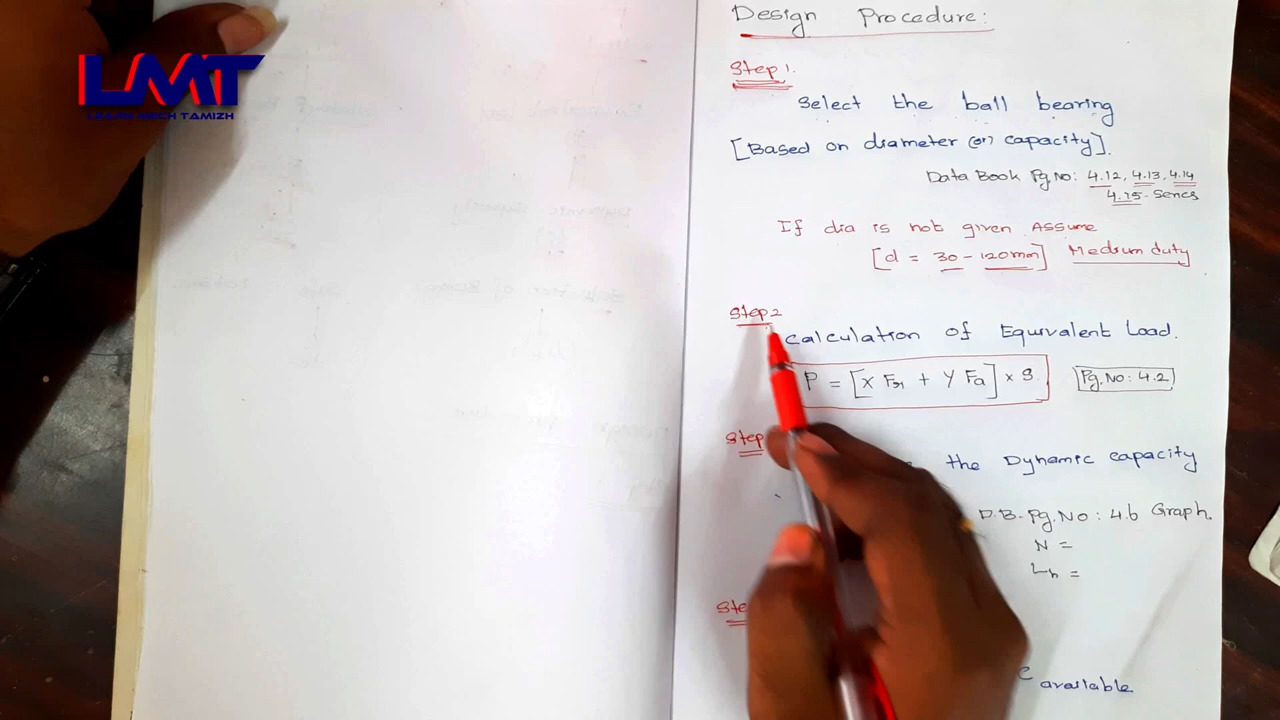 LMT
LEARN MECH TAMIZH
Design Procedure:
Step 1.
Select the ball bearing
[Based on diameter (or) capacity].
Data Book Pg No: 4.12, 4.13, 4.14
4.15-Series
If dia is not given Assume
[d = 30 - 120mm] Medium duty
Step 2
Calculation of Equivalent Load.
P = [X Fr + Y Fa] x S. Pg.No: 4.2
Step
the Dynamic capacity
D.B. Pg.No: 4.6 Graph.
N =
Lh =
C available